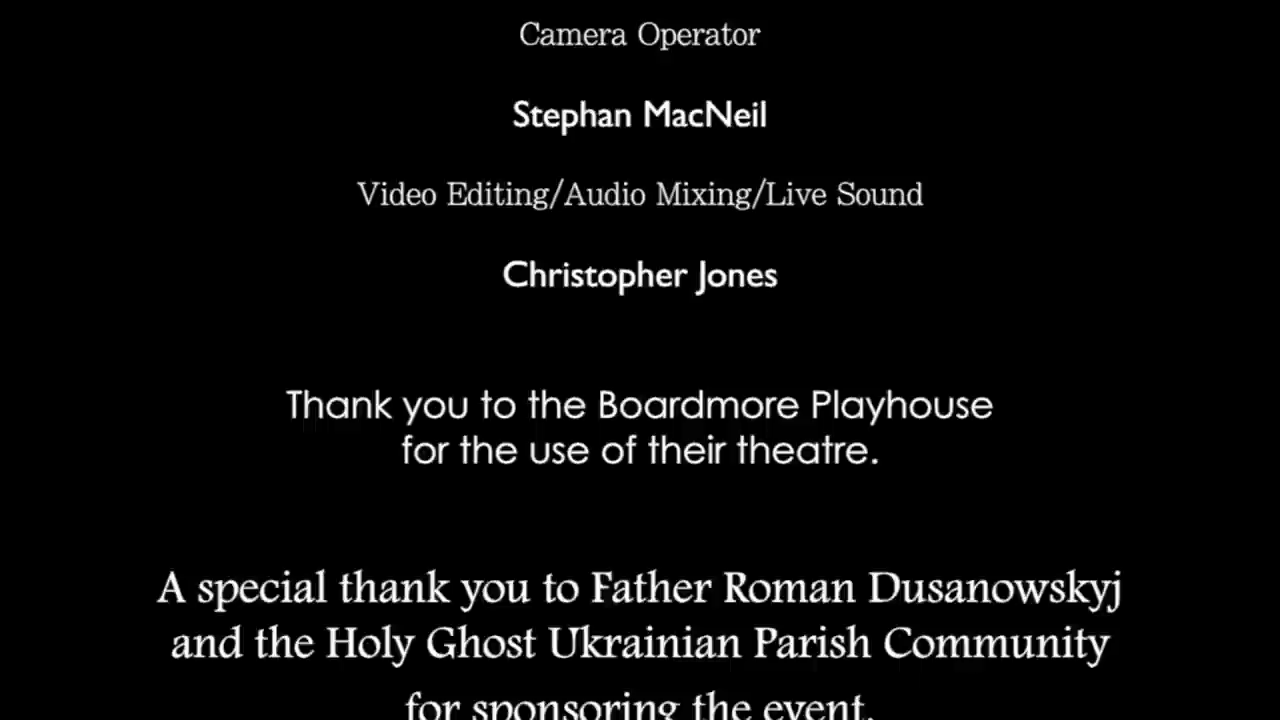 Camera Operator
Stephan MacNeil
Video Editing/Audio Mixing/Live Sound
Christopher Jones
Thank you to the Boardmore Playhouse
for the use of their theatre.
A special thank you to Father Roman Dusanowskyj
and the Holy Ghost Ukrainian Parish Community
for sponsoring the event.